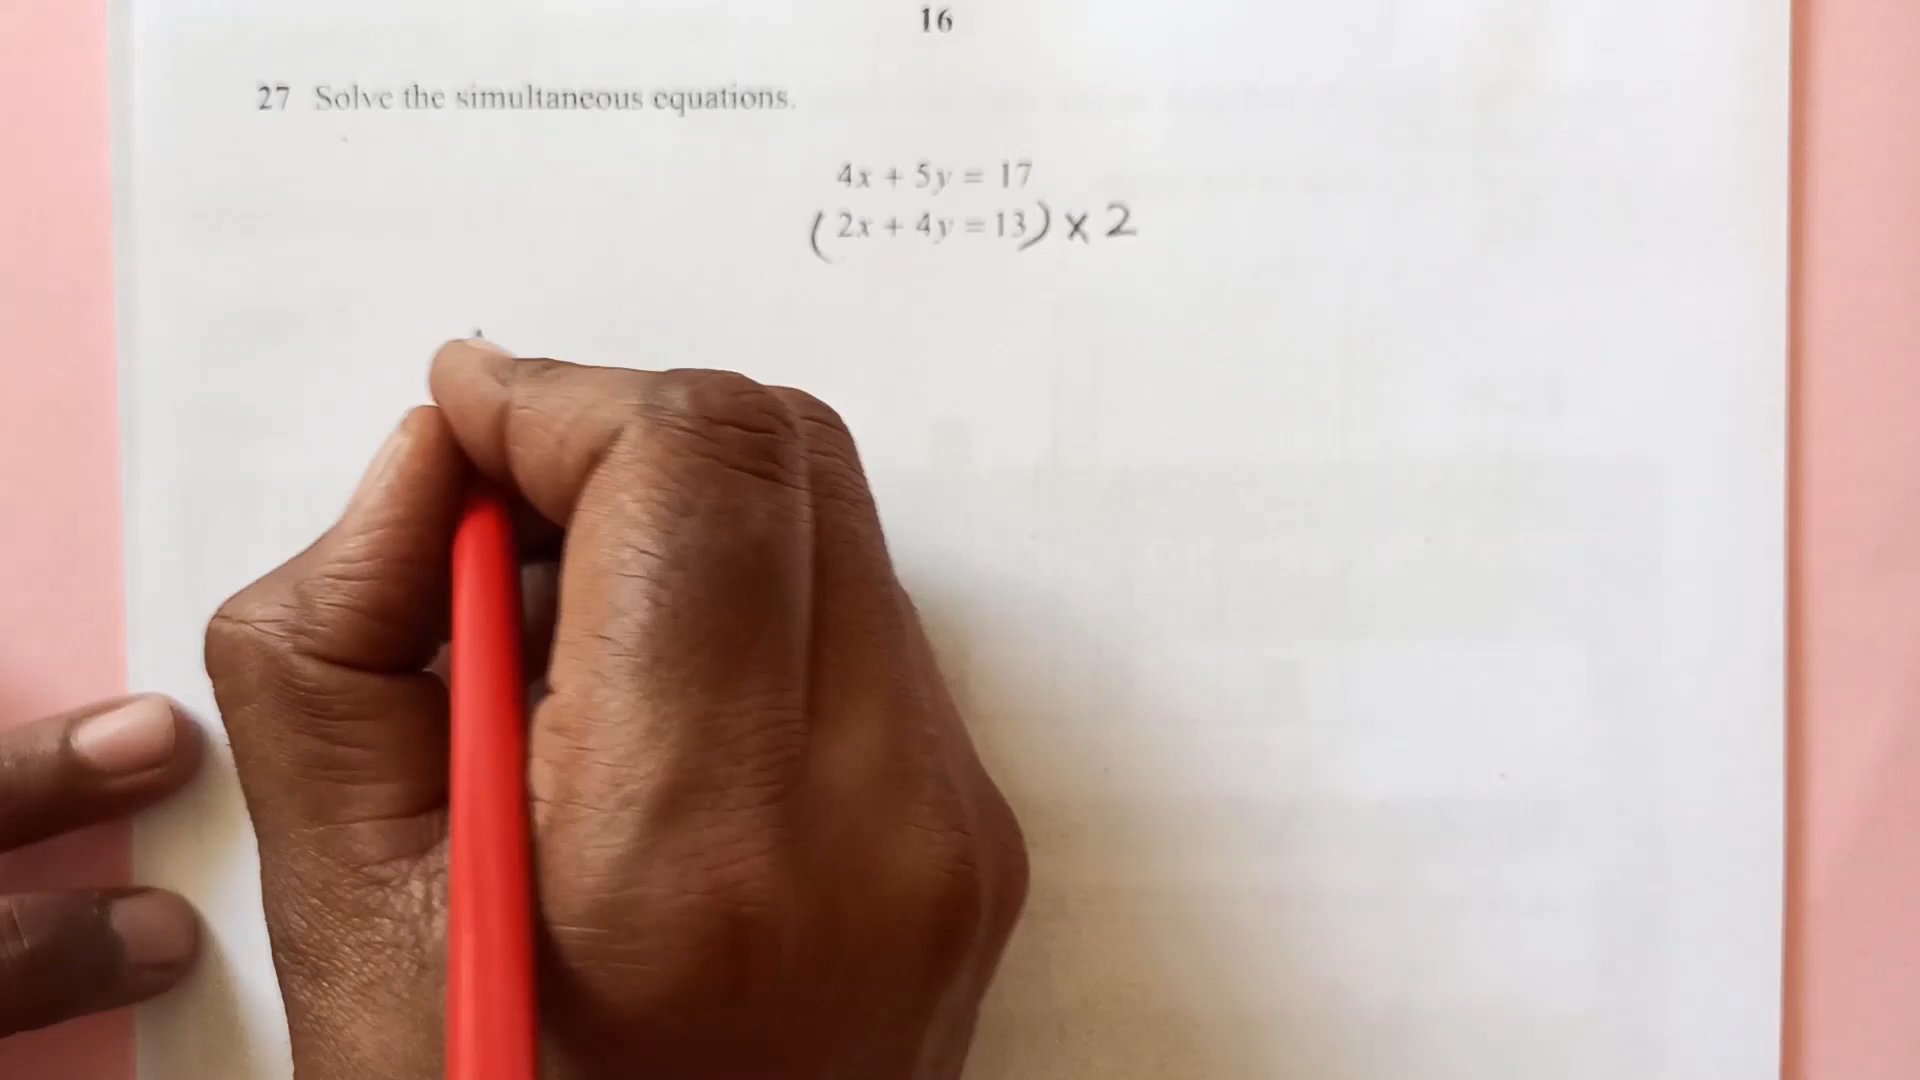 16
27 Solve the simultaneous equations.
4x + 5y = 17
(2x + 4y = 13) × 2